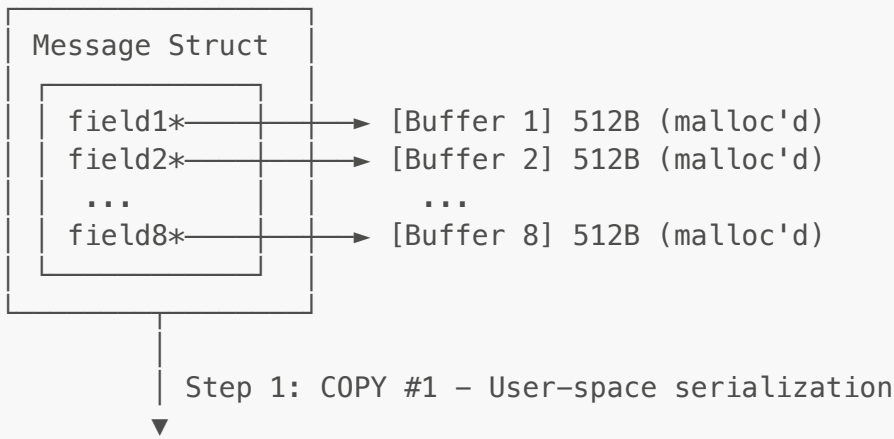 Message Struct
field1* [Buffer 1] 512B (malloc'd)
field2* [Buffer 2] 512B (malloc'd)
... ...
field8* [Buffer 8] 512B (malloc'd)
Step 1: COPY #1 – User-space serialization